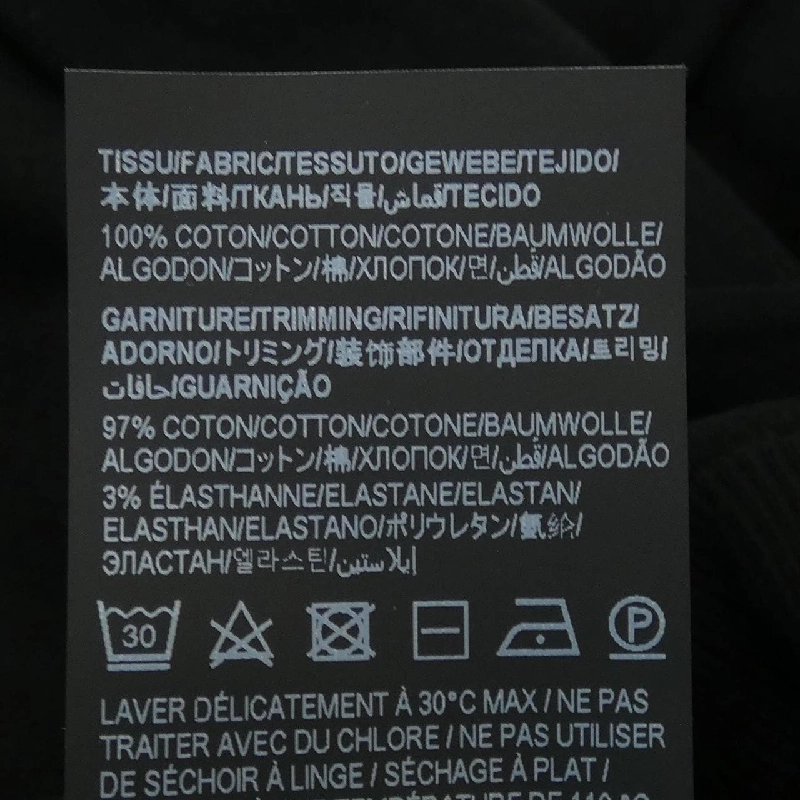 TISSU/FABRIC/TESSUTO/GEWEBE/TEJIDO/
本体/面料/ТКАНЬ/직물/قماش/TECIDO
100% COTON/COTTON/COTONE/BAUMWOLLE/
ALGODON/コットン/棉/ХЛОПОК/면/قطن/ALGODÃO
GARNITURE/TRIMMING/RIFINITURA/BESATZ/
ADORNO/トリミング/装饰部件/ОТДЕЛКА/트리밍/
حافات/GUARNIÇÃO
97% COTON/COTTON/COTONE/BAUMWOLLE/
ALGODON/コットン/棉/ХЛОПОК/면/قطن/ALGODÃO
3% ÉLASTHANNE/ELASTANE/ELASTAN/
ELASTHAN/ELASTANO/ポリウレタン/氨纶/
ЭЛАСТАН/엘라스틴/إيلاستين
30 P
LAVER DÉLICATEMENT À 30°C MAX / NE PAS
TRAITER AVEC DU CHLORE / NE PAS UTILISER
DE SÉCHOIR À LINGE / SÉCHAGE À PLAT /